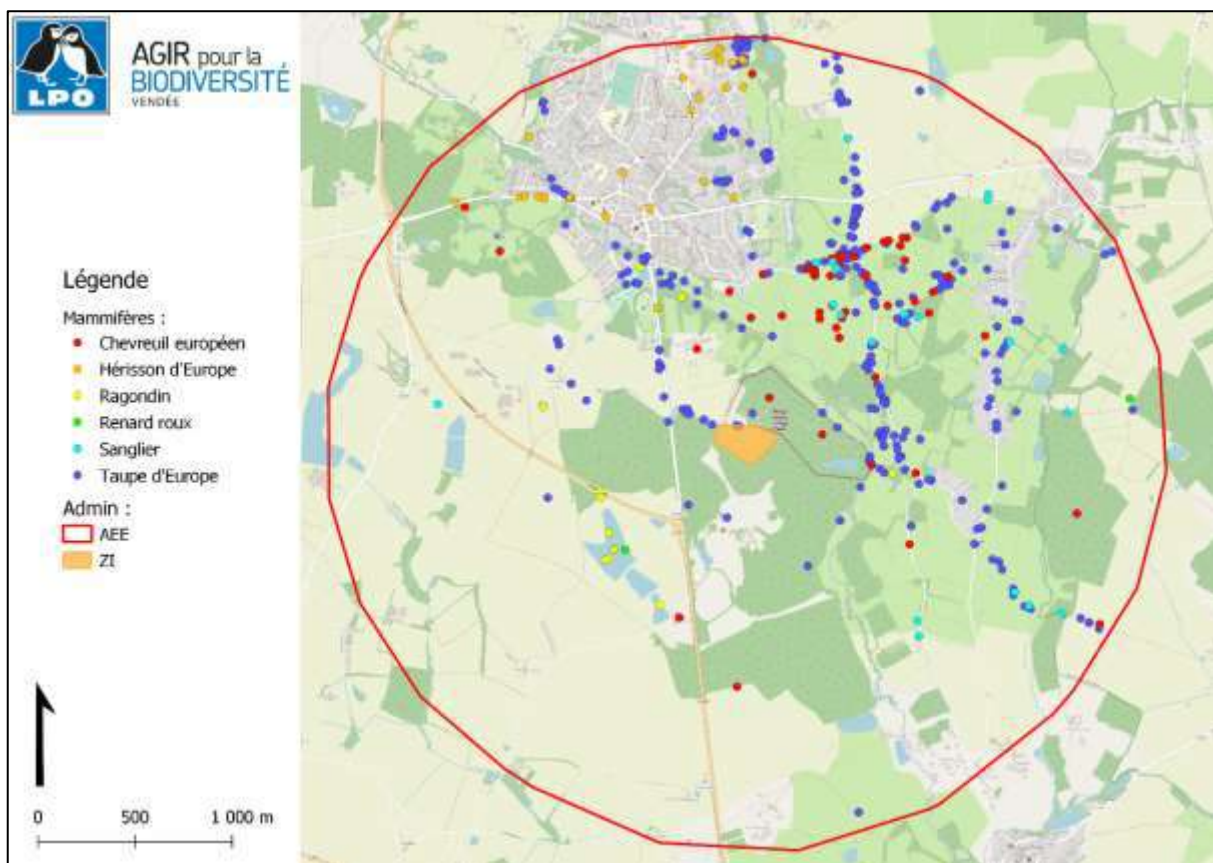 AGIR pour la
BIODIVERSITÉ
VENDÉE
LPO
Légende
Mammifères :
Chevreuil européen
Hérisson d'Europe
Ragondin
Renard roux
Sanglier
Taupe d'Europe
Admin :
AEE
ZI
0 500 1 000 m